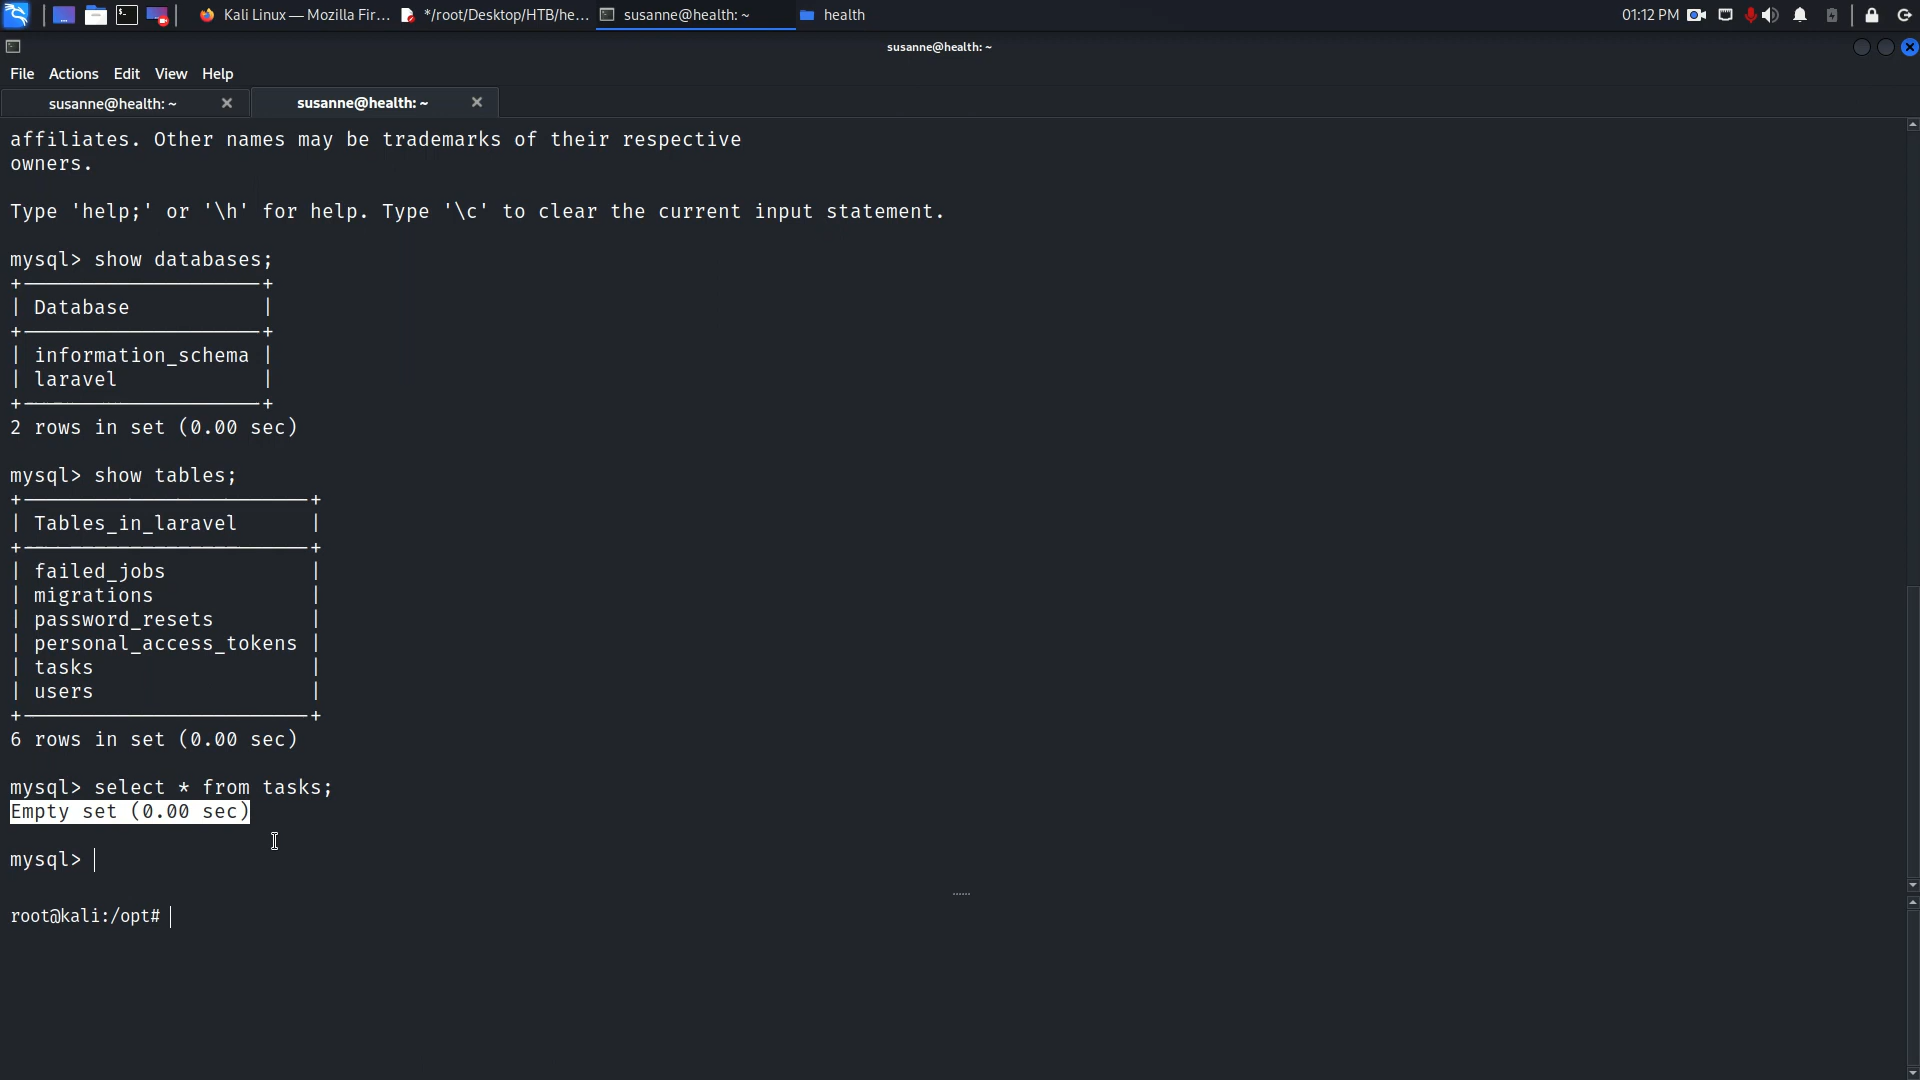 Kali Linux — Mozilla Fir...
*/root/Desktop/HTB/he...
susanne@health: ~
health
01:12 PM
susanne@health: ~
File Actions Edit View Help
susanne@health: ~
susanne@health: ~
affiliates. Other names may be trademarks of their respective
owners.
Type 'help;' or '\h' for help. Type '\c' to clear the current input statement.
mysql> show databases;
| Database |
| information_schema |
| laravel |
2 rows in set (0.00 sec)
mysql> show tables;
| Tables_in_laravel |
| failed_jobs |
| migrations |
| password_resets |
| personal_access_tokens |
| tasks |
| users |
6 rows in set (0.00 sec)
mysql> select * from tasks;
Empty set (0.00 sec)
mysql>
root@kali:/opt#